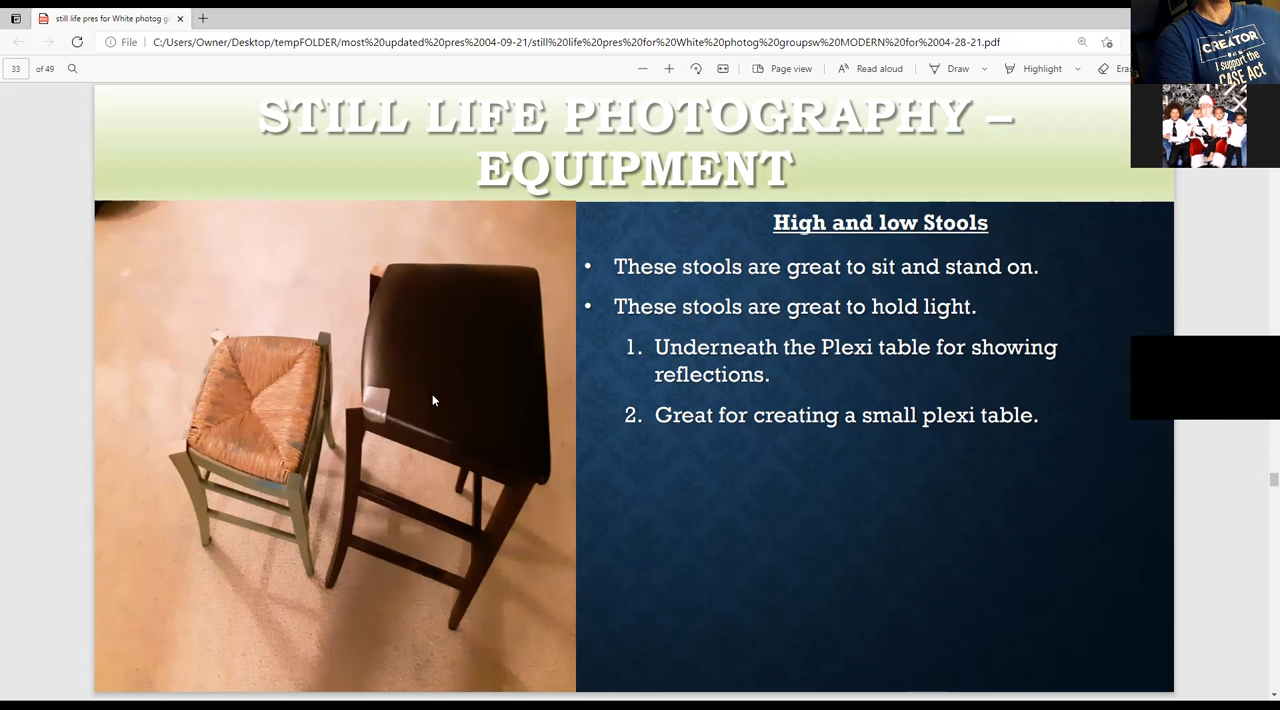 still life pres for White photog g
File
C:/Users/Owner/Desktop/tempFOLDER/most%20updated%20pres%2004-09-21/still%20life%20pres%20for%20White%20photog%20groupsw%20MODERN%20for%2004-28-21.pdf
33 of 49
Page view
Read aloud
Draw
Highlight
CREATOR
I support the
CASE Act
STILL LIFE PHOTOGRAPHY –
EQUIPMENT
High and low Stools
• These stools are great to sit and stand on.
• These stools are great to hold light.
1. Underneath the Plexi table for showing
reflections.
2. Great for creating a small plexi table.